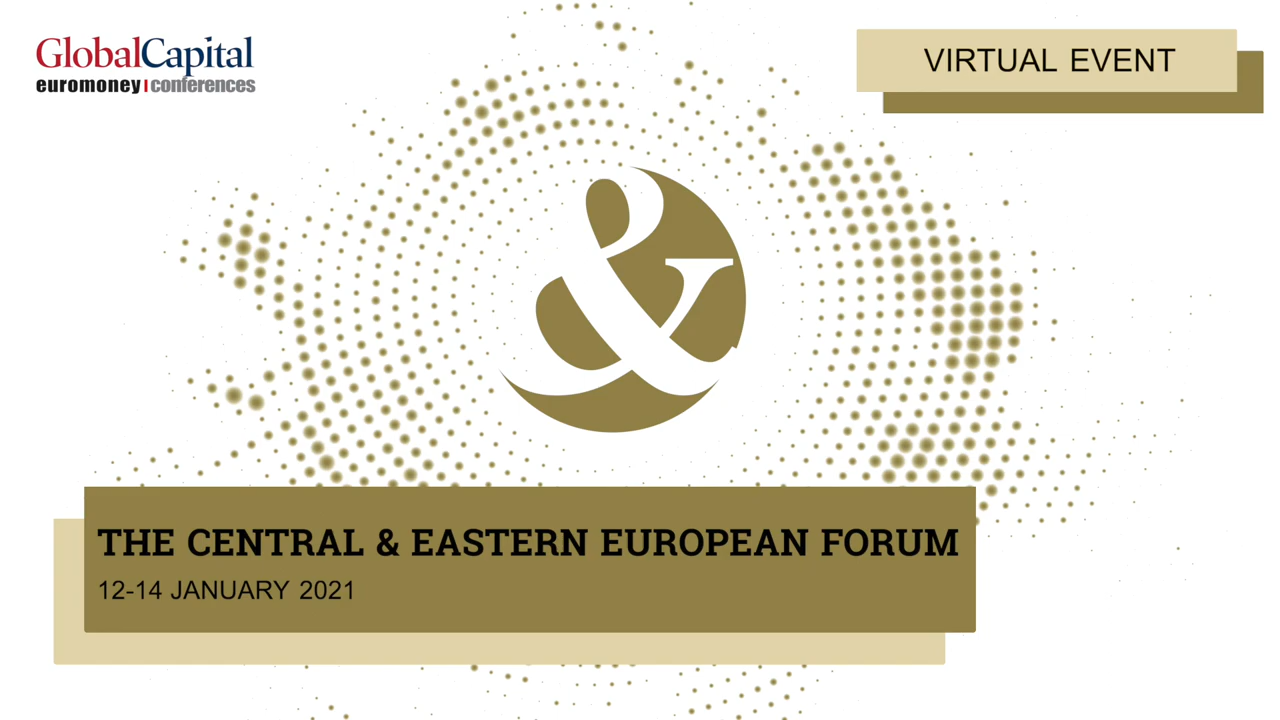 GlobalCapital
euromoney conferences
VIRTUAL EVENT
&
THE CENTRAL & EASTERN EUROPEAN FORUM
12-14 JANUARY 2021